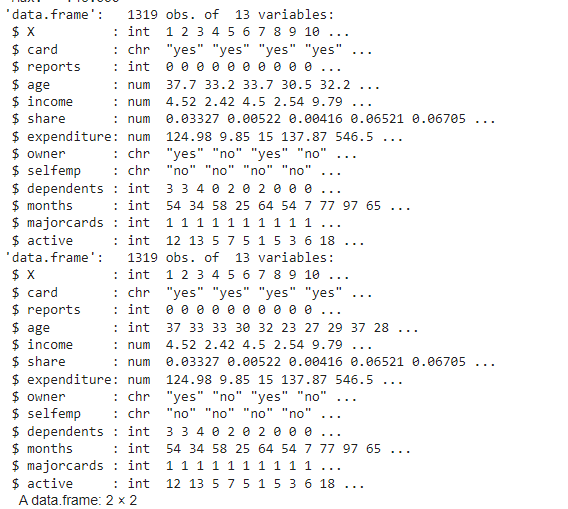 'data.frame':   1319 obs. of  13 variables:
 $ X          : int  1 2 3 4 5 6 7 8 9 10 ...
 $ card       : chr  "yes" "yes" "yes" "yes" ...
 $ reports    : int  0 0 0 0 0 0 0 0 0 0 ...
 $ age        : num  37.7 33.2 33.7 30.5 32.2 ...
 $ income     : num  4.52 2.42 4.5 2.54 9.79 ...
 $ share      : num  0.03327 0.00522 0.00416 0.06521 0.06705 ...
 $ expenditure: num  124.98 9.85 15 137.87 546.5 ...
 $ owner      : chr  "yes" "no" "yes" "no" ...
 $ selfemp    : chr  "no" "no" "no" "no" ...
 $ dependents : int  3 3 4 0 2 0 2 0 0 0 ...
 $ months     : int  54 34 58 25 64 54 7 77 97 65 ...
 $ majorcards : int  1 1 1 1 1 1 1 1 1 1 ...
 $ active     : int  12 13 5 7 5 1 5 3 6 18 ...
'data.frame':   1319 obs. of  13 variables:
 $ X          : int  1 2 3 4 5 6 7 8 9 10 ...
 $ card       : chr  "yes" "yes" "yes" "yes" ...
 $ reports    : int  0 0 0 0 0 0 0 0 0 0 ...
 $ age        : int  37 33 33 30 32 23 27 29 37 28 ...
 $ income     : num  4.52 2.42 4.5 2.54 9.79 ...
 $ share      : num  0.03327 0.00522 0.00416 0.06521 0.06705 ...
 $ expenditure: num  124.98 9.85 15 137.87 546.5 ...
 $ owner      : chr  "yes" "no" "yes" "no" ...
 $ selfemp    : chr  "no" "no" "no" "no" ...
 $ dependents : int  3 3 4 0 2 0 2 0 0 0 ...
 $ months     : int  54 34 58 25 64 54 7 77 97 65 ...
 $ majorcards : int  1 1 1 1 1 1 1 1 1 1 ...
 $ active     : int  12 13 5 7 5 1 5 3 6 18 ...
A data.frame: 2 × 2